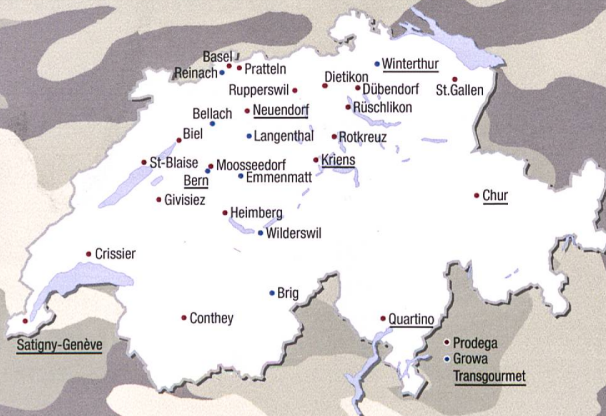 Basel
Reinach
Pratteln
Dietikon
Winterthur
Rupperswil
Dübendorf
St.Gallen
Bellach
Neuendorf
Rüschlikon
Biel
Langenthal
Rotkreuz
St-Blaise
Moosseedorf
Kriens
Bern
Emmenmatt
Givisiez
Chur
Heimberg
Wilderswil
Crissier
Brig
Conthey
Quartino
Satigny-Genève
Prodega
Growa
Transgourmet